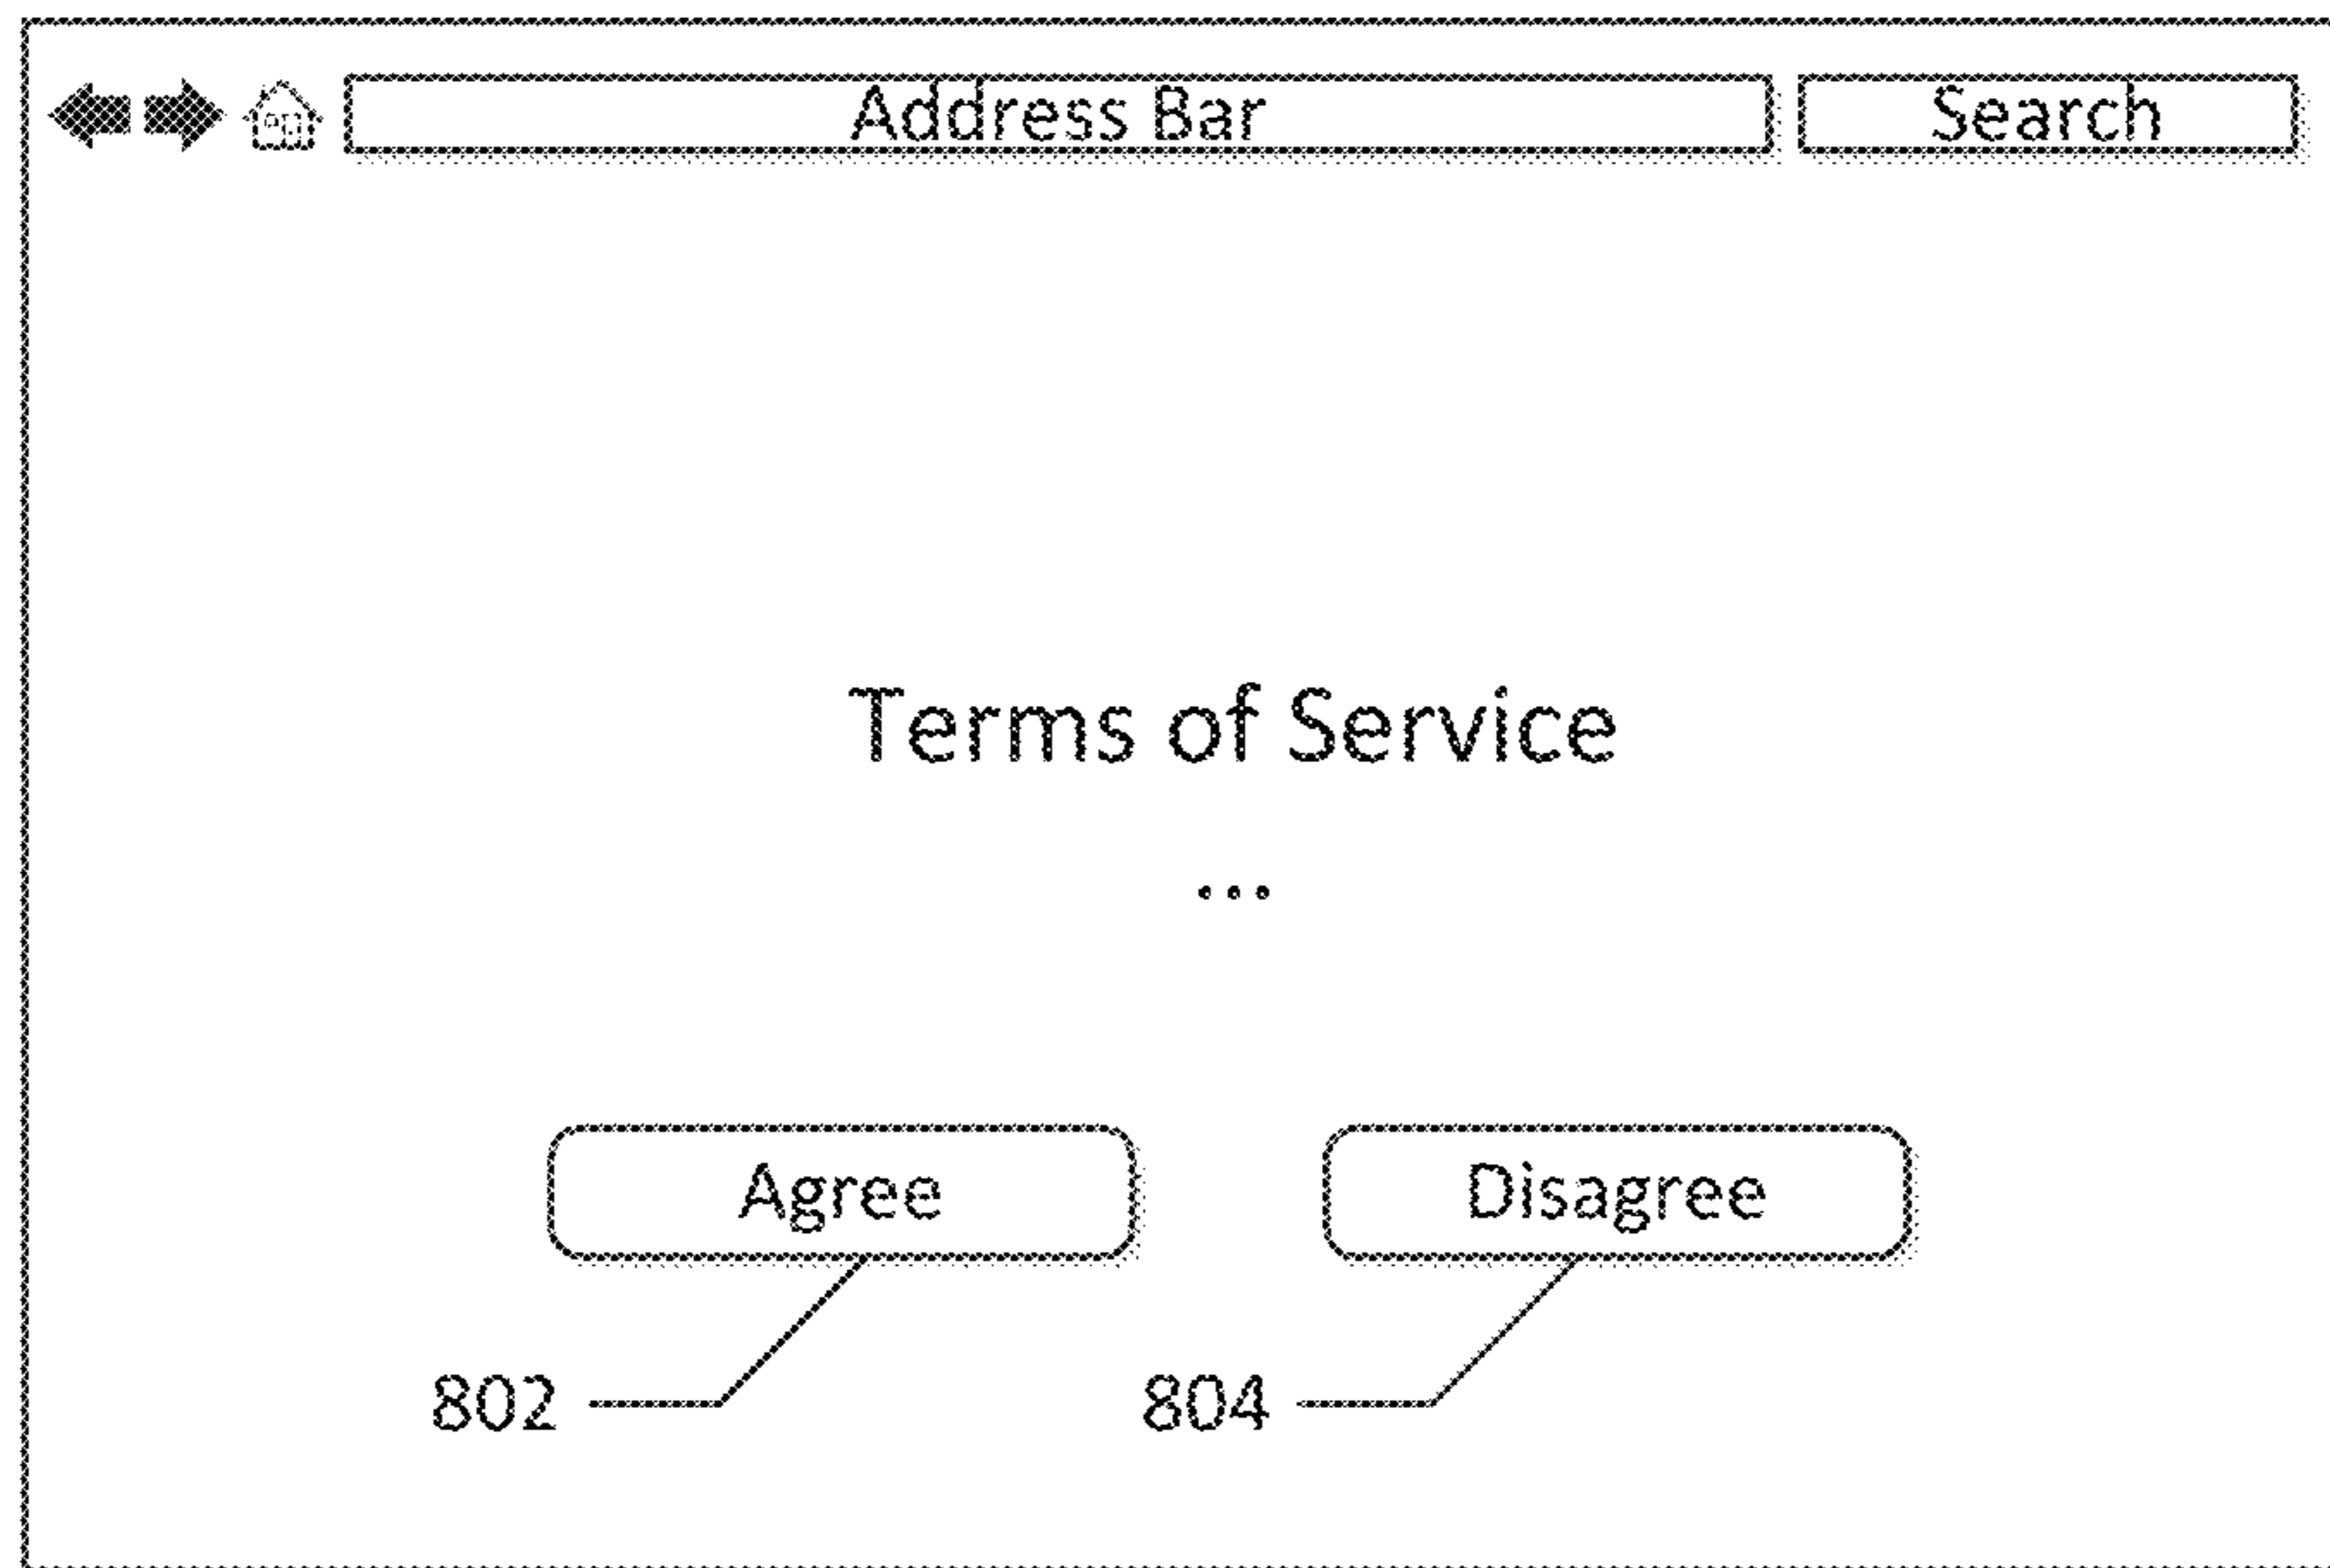 Address Bar Search
Terms of Service
...
Agree Disagree
802 804